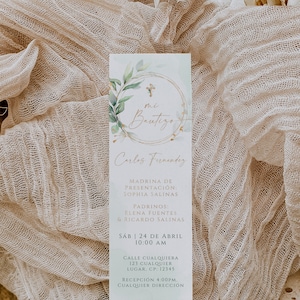 mi
Bautizo
Carlos Fernandez
Madrina de
Presentación:
Sophia Salinas
Padrinos:
Elena Fuentes
& Ricardo Salinas
Sáb | 24 de Abril
10:00 am
Calle Cualquiera
123 Cualquier
Lugar, CP 12345
Recepción 4:00PM
Cualquier Dirección